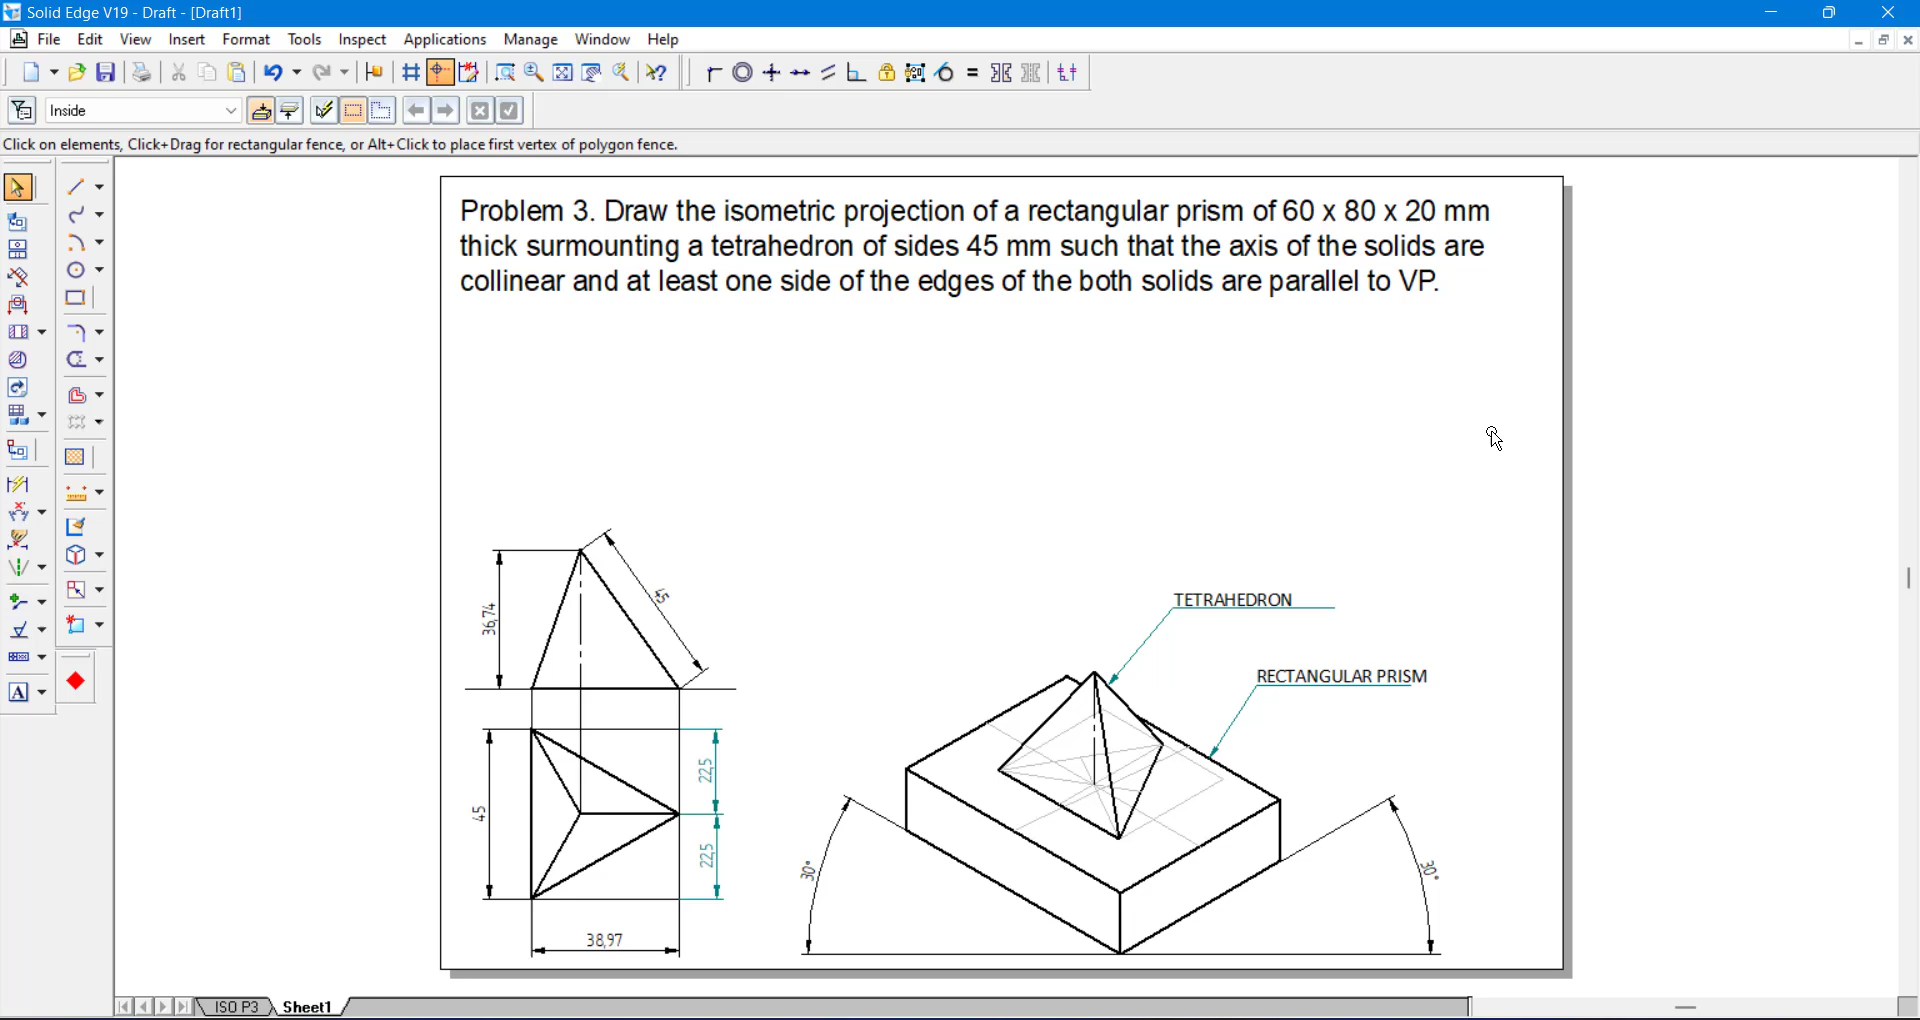 Solid Edge V19 - Draft - [Draft1]
File Edit View Insert Format Tools Inspect Applications Manage Window Help
Inside
Click on elements, Click+Drag for rectangular fence, or Alt+Click to place first vertex of polygon fence.
Problem 3. Draw the isometric projection of a rectangular prism of 60 x 80 x 20 mm
thick surmounting a tetrahedron of sides 45 mm such that the axis of the solids are
collinear and at least one side of the edges of the both solids are parallel to VP.
45
36,74
TETRAHEDRON
RECTANGULAR PRISM
22,5
45
22,5
30°
30°
38,97
A
ISO P3 Sheet1